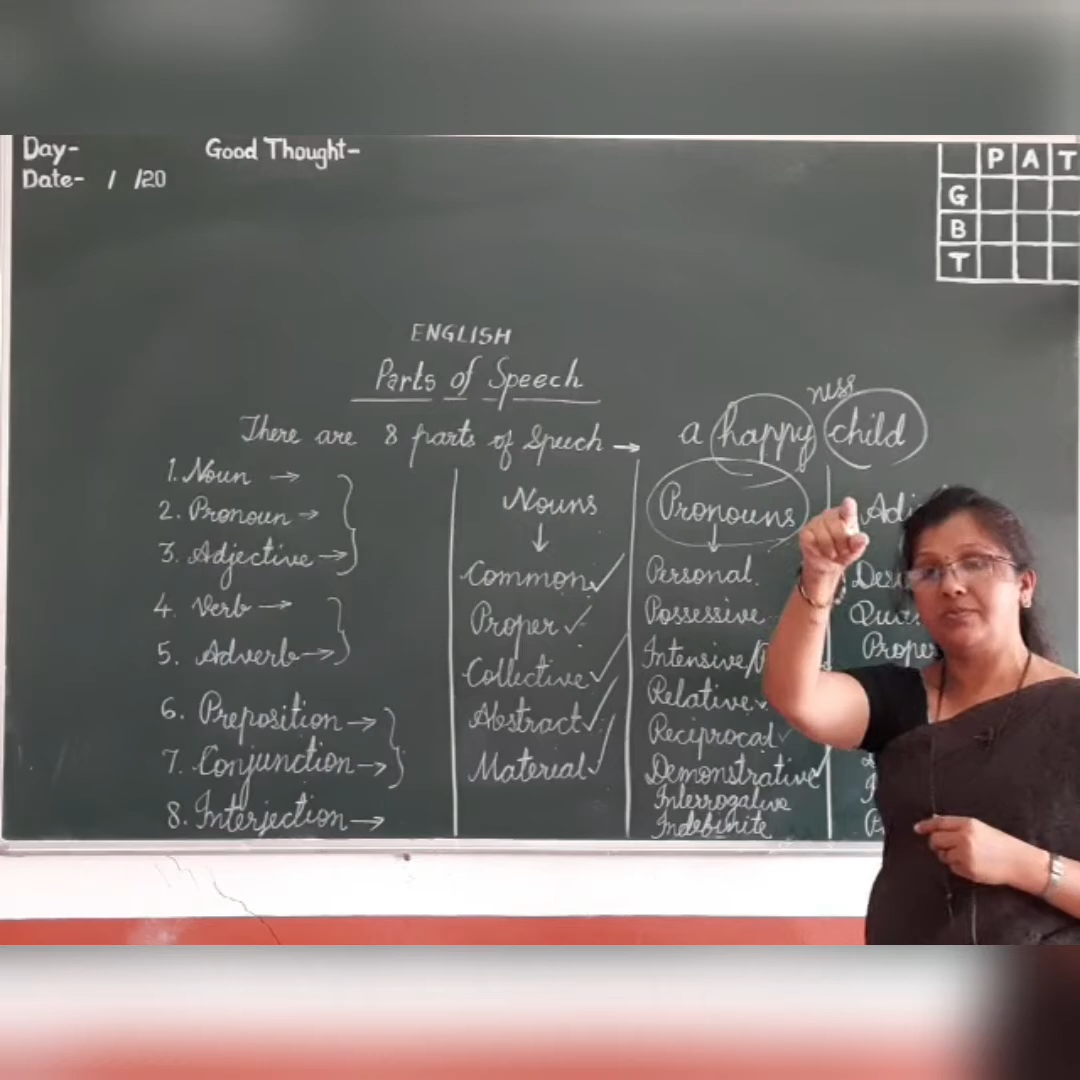 Day-
Good Thought-
Date- / /20
P A T
G
B
T
ENGLISH
Parts of Speech
There are 8 parts of Speech →
a happy child
ness
1. Noun →
2. Pronoun →
3. Adjective →
4. Verb →
5. Adverb →
6. Preposition →
7. Conjunction →
8. Interjection →
Nouns
↓
Common ✓
Proper ✓
Collective ✓
Abstract ✓
Material ✓
Pronouns
↓
Personal
Possessive
Intensive/
Relative ✓
Reciprocal ✓
Demonstrative ✓
Interrogative
Indefinite
Proper